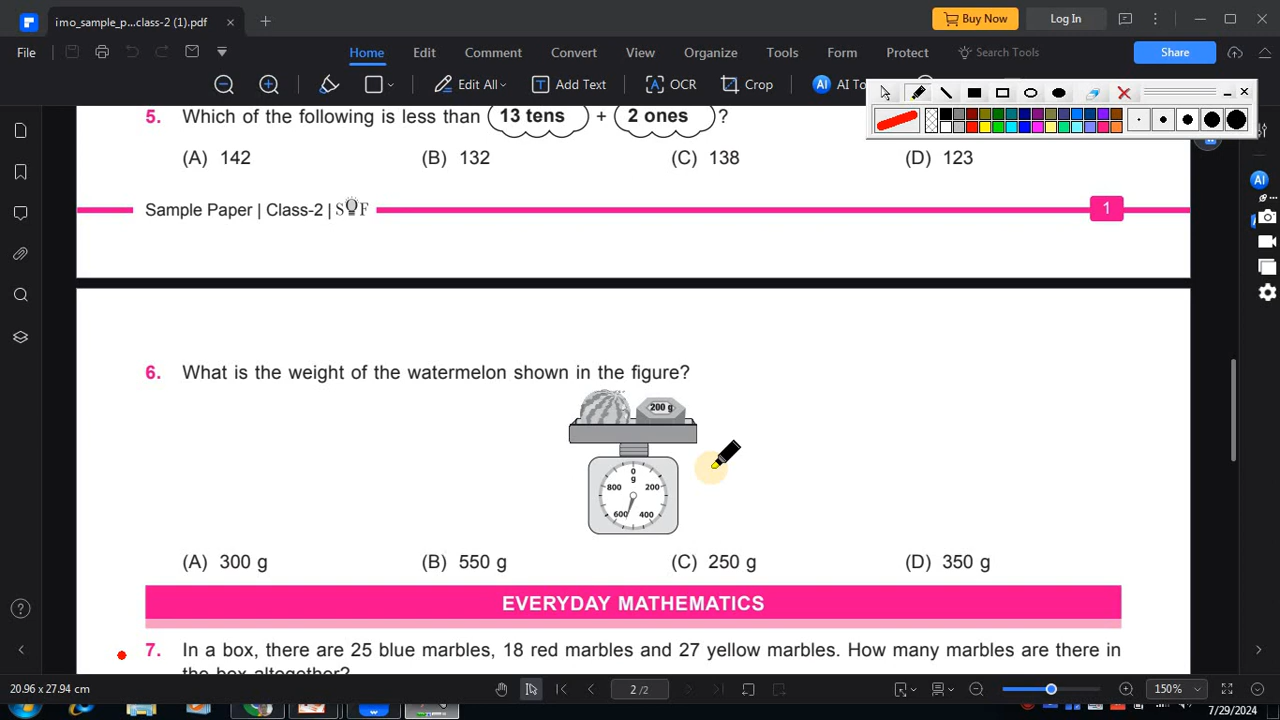 imo_sample_p...class-2 (1).pdf
Buy Now
Log In
File
Home
Edit
Comment
Convert
View
Organize
Tools
Form
Protect
Search Tools
Share
Edit All
Add Text
OCR
Crop
AI To
5. Which of the following is less than 13 tens + 2 ones ?
(A) 142 (B) 132 (C) 138 (D) 123
Sample Paper | Class-2 | SOF
1
6. What is the weight of the watermelon shown in the figure?
200 g
0
g
800 200
600 400
(A) 300 g (B) 550 g (C) 250 g (D) 350 g
EVERYDAY MATHEMATICS
7. In a box, there are 25 blue marbles, 18 red marbles and 27 yellow marbles. How many marbles are there in
the box altogether?
20.96 x 27.94 cm
2 /2
150%
7/29/2024